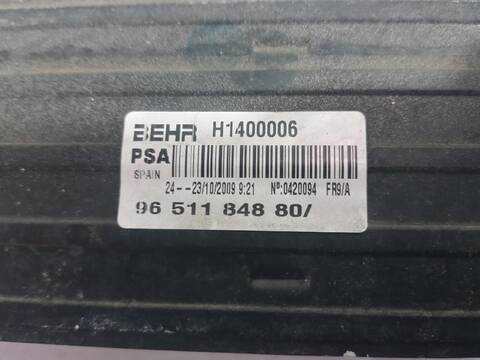 BEHR H1400006
PSA
SPAIN
24---23/10/2009 9:21 Nº:0420094 FR9/A
96 511 848 80/